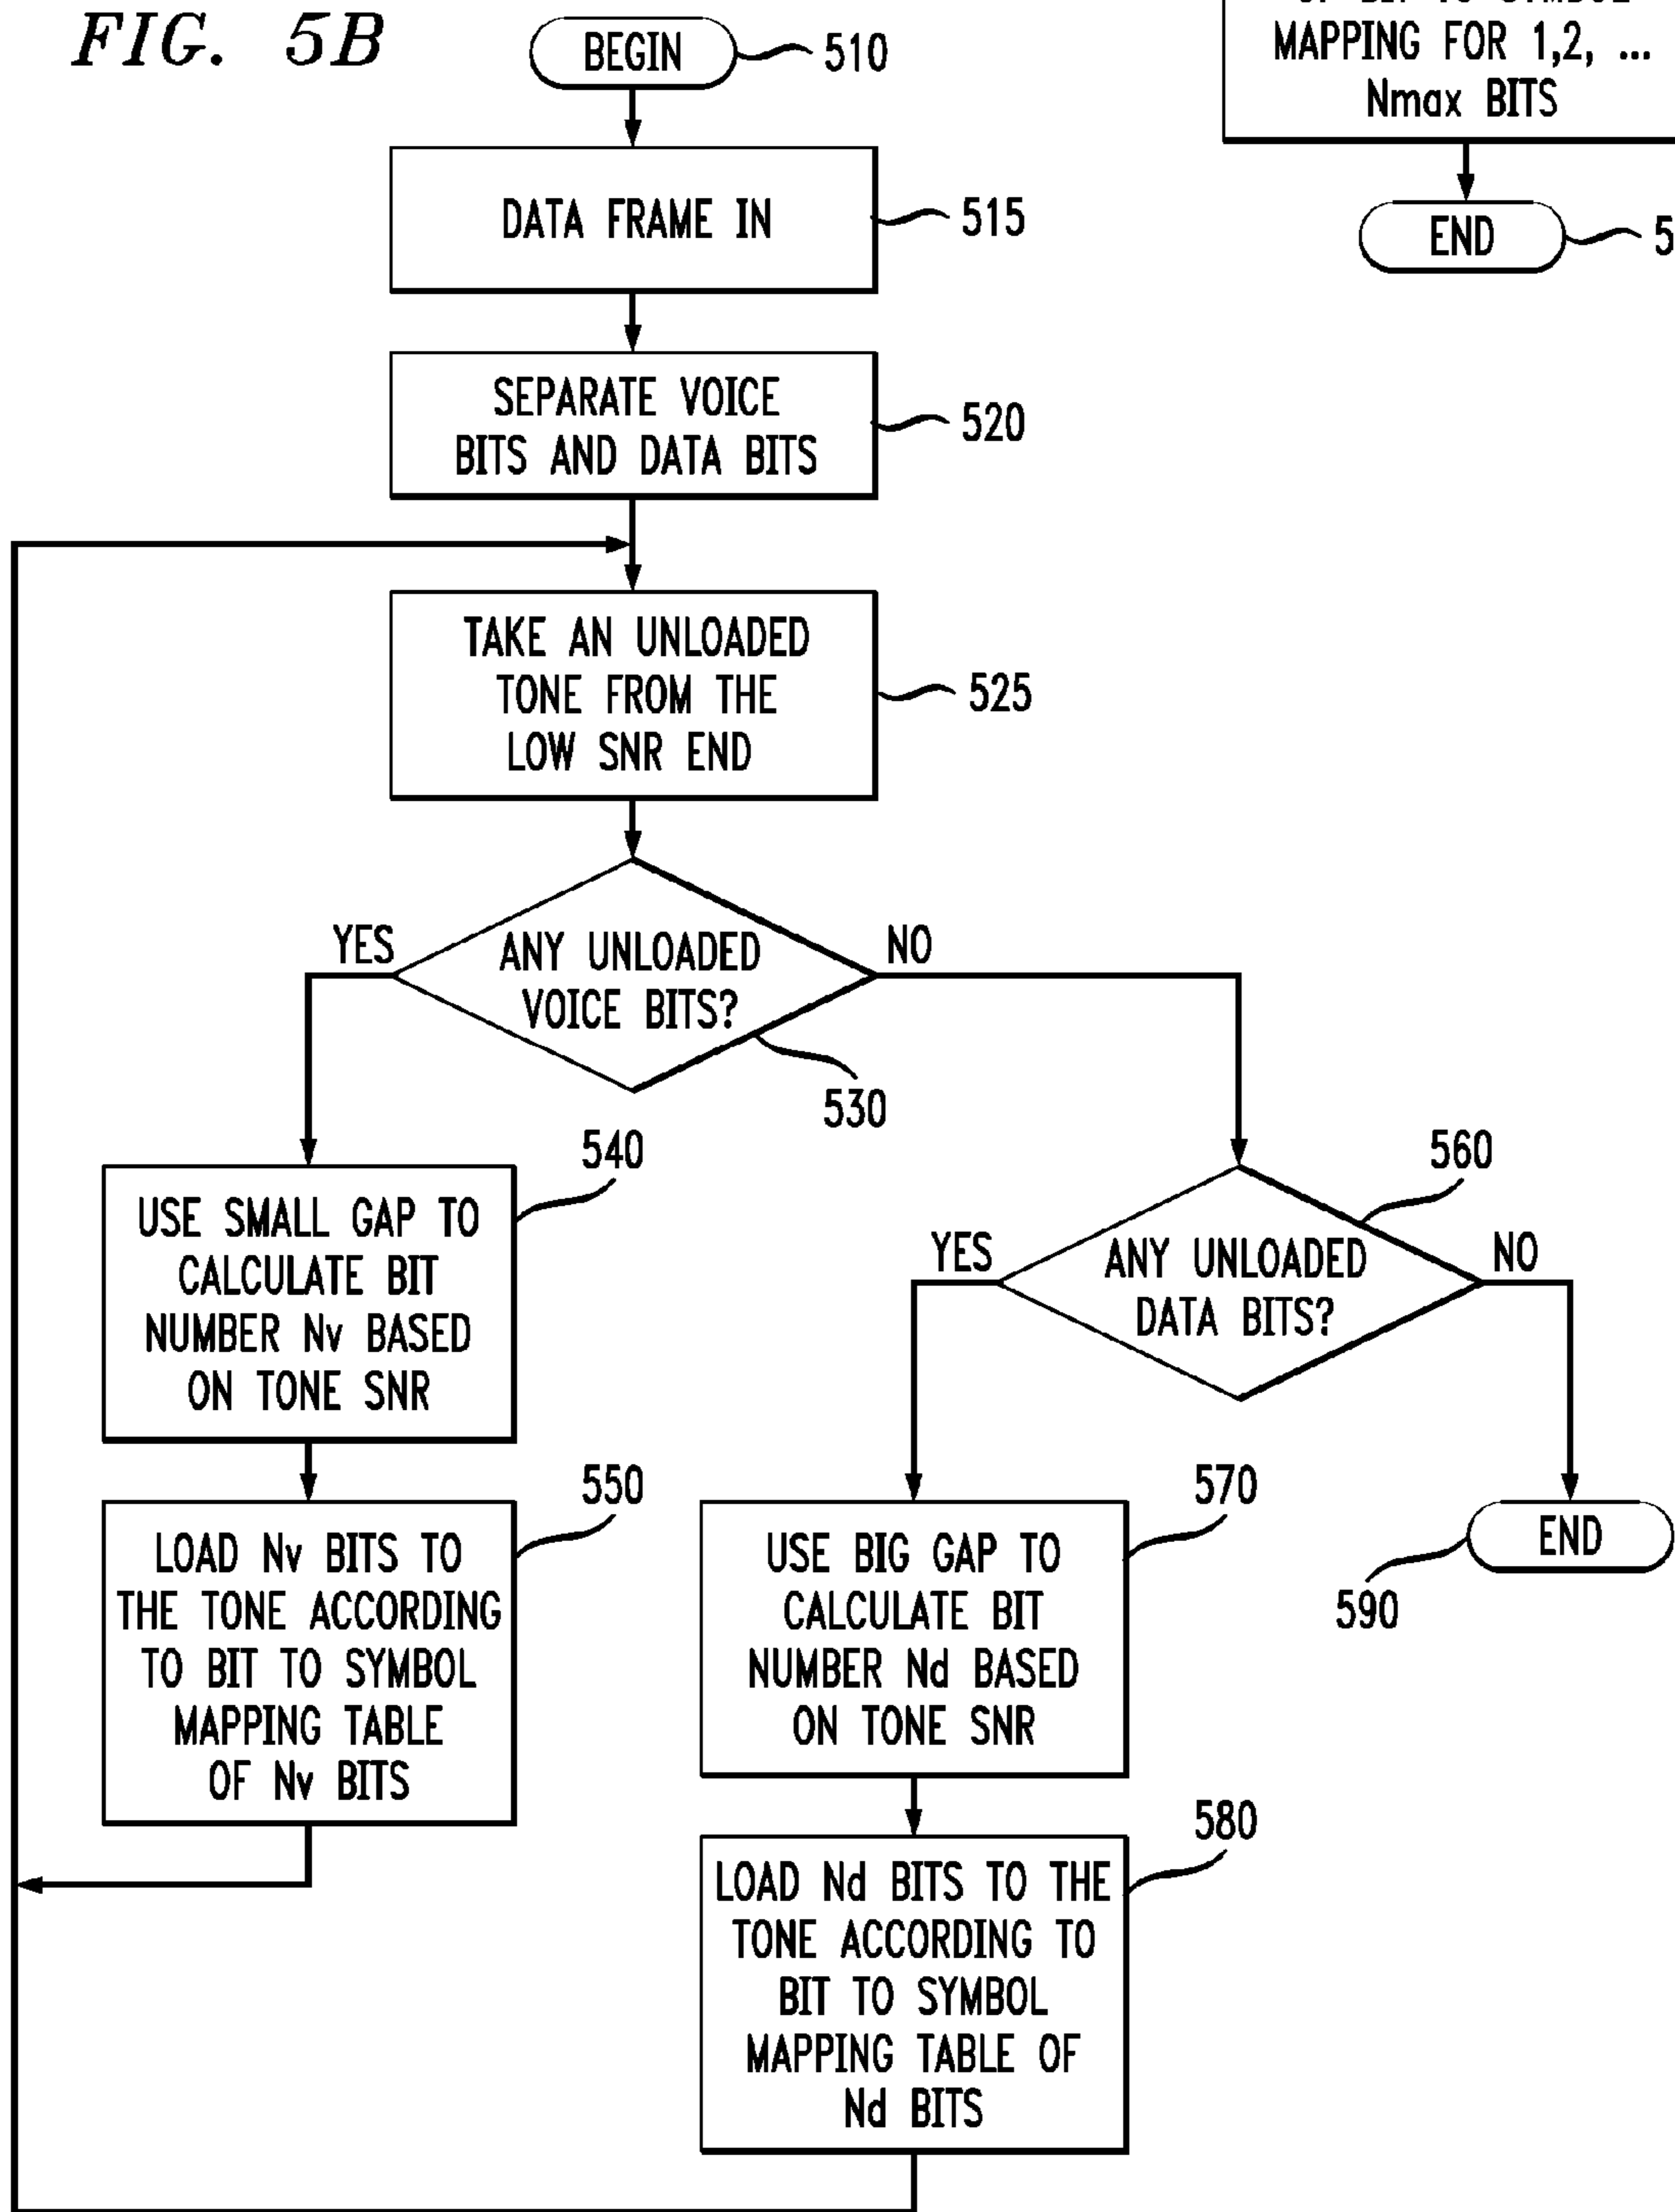 FIG. 5B
BEGIN
510
DATA FRAME IN
515
SEPARATE VOICE
BITS AND DATA BITS
520
TAKE AN UNLOADED
TONE FROM THE
LOW SNR END
525
YES
ANY UNLOADED
VOICE BITS?
NO
530
540
USE SMALL GAP TO
CALCULATE BIT
NUMBER Nv BASED
ON TONE SNR
550
LOAD Nv BITS TO
THE TONE ACCORDING
TO BIT TO SYMBOL
MAPPING TABLE
OF Nv BITS
560
YES
ANY UNLOADED
DATA BITS?
NO
570
USE BIG GAP TO
CALCULATE BIT
NUMBER Nd BASED
ON TONE SNR
END
590
580
LOAD Nd BITS TO THE
TONE ACCORDING TO
BIT TO SYMBOL
MAPPING TABLE OF
Nd BITS
MAPPING FOR 1,2, ...
Nmax BITS
END
5